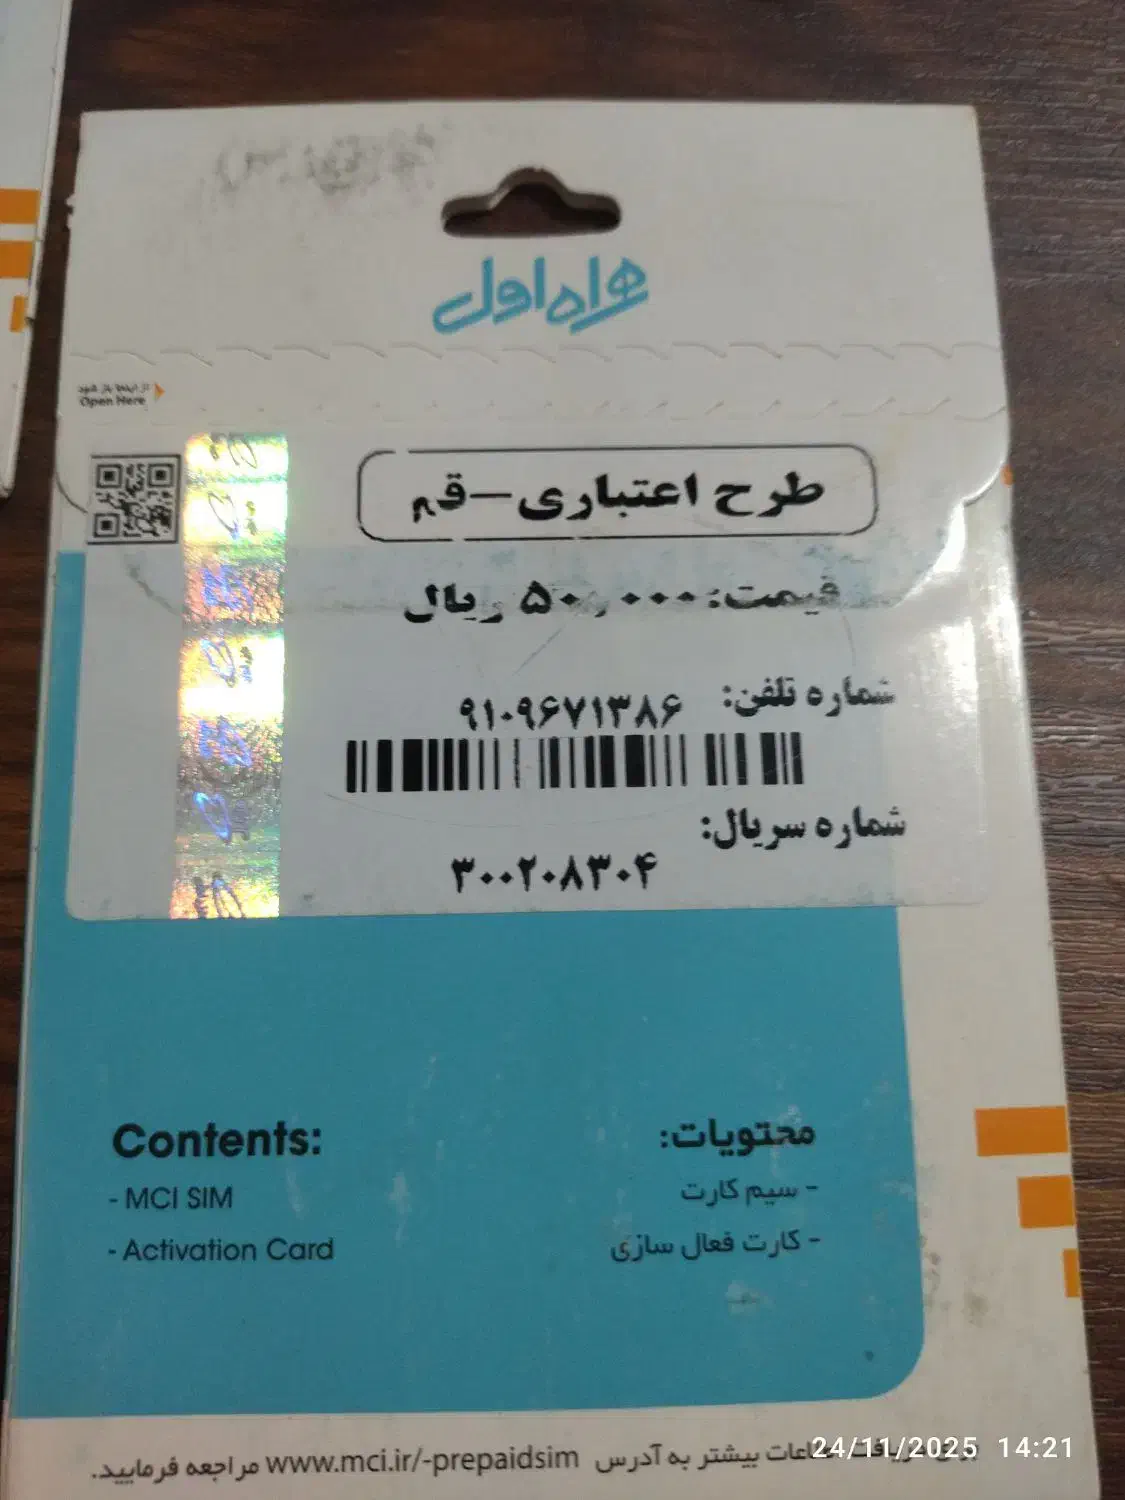 همراه اول
از اینجا باز شود
Open Here
طرح اعتباری-قم
قیمت: ۵۰,۰۰۰ ریال
شماره تلفن: ۹۱۰۹۶۷۱۳۸۶
شماره سریال:
۳۰۰۲۰۸۳۰۴
Contents:
- MCI SIM
- Activation Card
محتویات:
- سیم کارت
- کارت فعال سازی
بیشتر به آدرس www.mci.ir/-prepaidsim مراجعه فرمایید.
24/11/2025 14:21